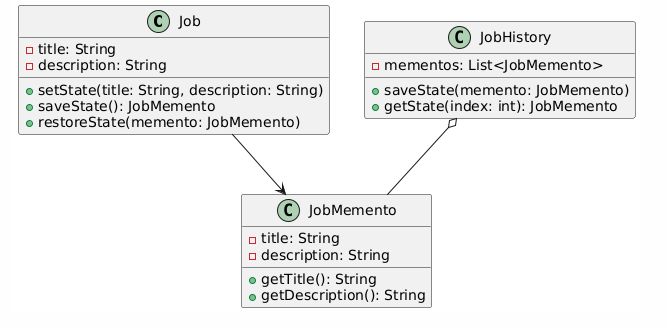 C Job
title: String
description: String
setState(title: String, description: String)
saveState(): JobMemento
restoreState(memento: JobMemento)
C JobHistory
mementos: List<JobMemento>
saveState(memento: JobMemento)
getState(index: int): JobMemento
C JobMemento
title: String
description: String
getTitle(): String
getDescription(): String